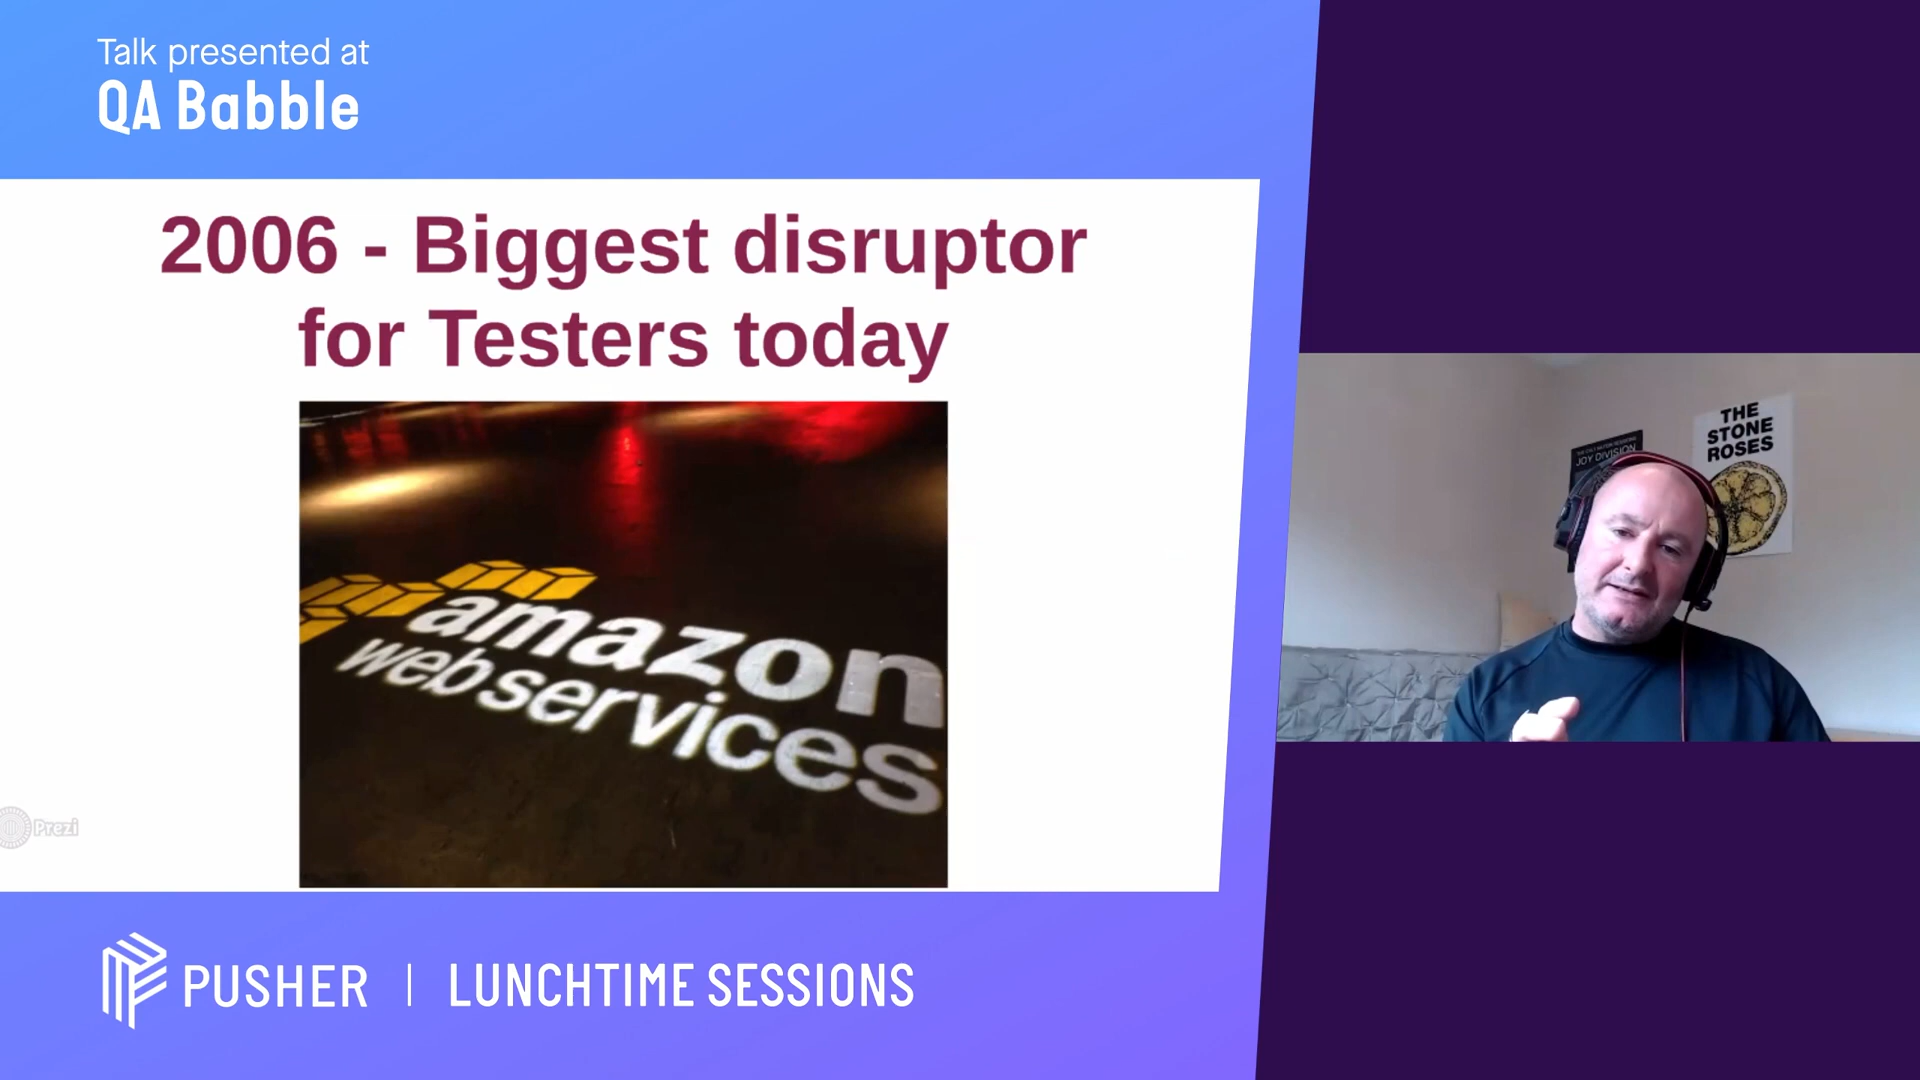 Talk presented at
QA Babble
2006 - Biggest disruptor
for Testers today
amazon
webservices
Prezi
PUSHER | LUNCHTIME SESSIONS
JOY DIVISION
THE
STONE
ROSES